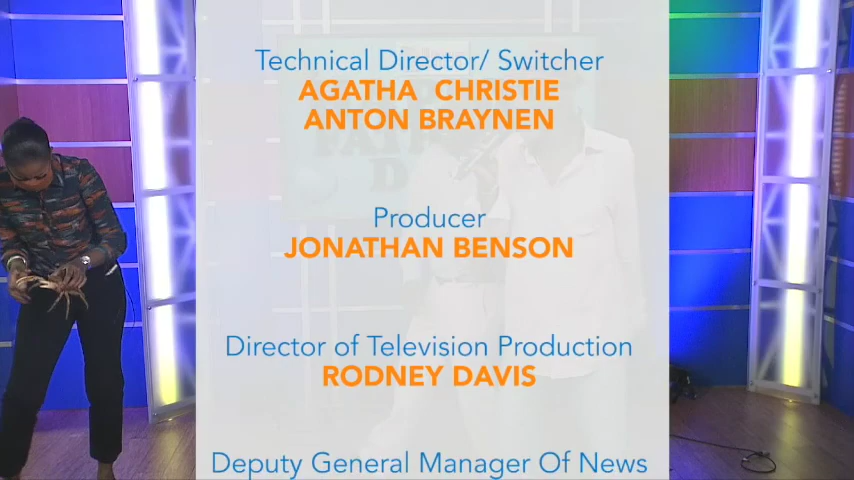 Technical Director/ Switcher
AGATHA CHRISTIE
ANTON BRAYNEN
Producer
JONATHAN BENSON
Director of Television Production
RODNEY DAVIS
Deputy General Manager Of News